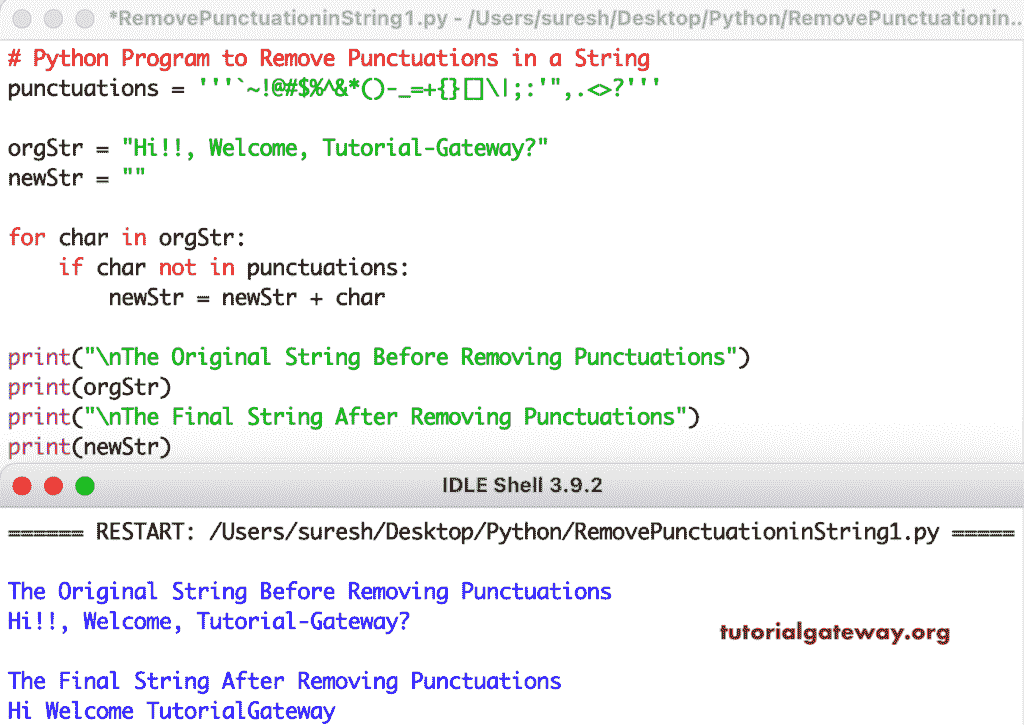 *RemovePunctuationinString1.py - /Users/suresh/Desktop/Python/RemovePunctuationin...
# Python Program to Remove Punctuations in a String
punctuations = '''`~!@#$%^&*()-_=+{}[]\|;:'",.<>?'''
orgStr = "Hi!!, Welcome, Tutorial-Gateway?"
newStr = ""
for char in orgStr:
    if char not in punctuations:
        newStr = newStr + char
print("\nThe Original String Before Removing Punctuations")
print(orgStr)
print("\nThe Final String After Removing Punctuations")
print(newStr)
IDLE Shell 3.9.2
====== RESTART: /Users/suresh/Desktop/Python/RemovePunctuationinString1.py =====
The Original String Before Removing Punctuations
Hi!!, Welcome, Tutorial-Gateway?
tutorialgateway.org
The Final String After Removing Punctuations
Hi Welcome TutorialGateway